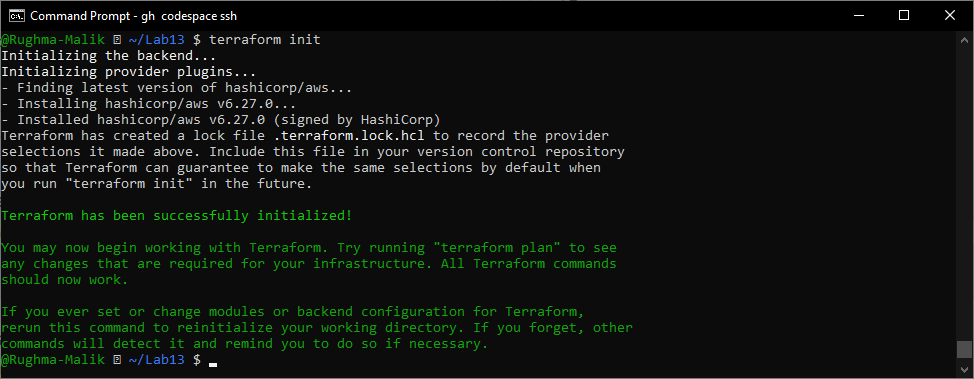 Command Prompt - gh codespace ssh
@Rughma-Malik ~/Lab13 $ terraform init
Initializing the backend...
Initializing provider plugins...
- Finding latest version of hashicorp/aws...
- Installing hashicorp/aws v6.27.0...
- Installed hashicorp/aws v6.27.0 (signed by HashiCorp)
Terraform has created a lock file .terraform.lock.hcl to record the provider
selections it made above. Include this file in your version control repository
so that Terraform can guarantee to make the same selections by default when
you run "terraform init" in the future.
Terraform has been successfully initialized!
You may now begin working with Terraform. Try running "terraform plan" to see
any changes that are required for your infrastructure. All Terraform commands
should now work.
If you ever set or change modules or backend configuration for Terraform,
rerun this command to reinitialize your working directory. If you forget, other
commands will detect it and remind you to do so if necessary.
@Rughma-Malik ~/Lab13 $